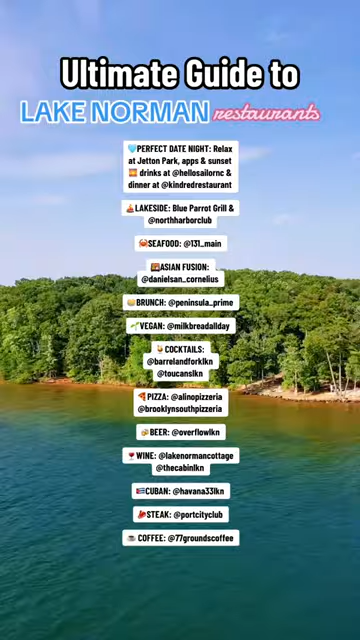 Ultimate Guide to
LAKE NORMAN restaurants
🩵PERFECT DATE NIGHT: Relax
at Jetton Park, apps & sunset
🌅 drinks at @hellosailornc &
dinner at @kindredrestaurant
🚣LAKESIDE: Blue Parrot Grill &
@northharborclub
🦀SEAFOOD: @131_main
🍱ASIAN FUSION:
@danielsan_cornelius
🍳BRUNCH: @peninsula_prime
🌱VEGAN: @milkbreadallday
🍹COCKTAILS:
@barrelandforklkn
@toucanslkn
🍕PIZZA: @alinopizzeria
@brooklynsouthpizzeria
🍻BEER: @overflowlkn
🍷WINE: @lakenormancottage
@thecabinlkn
🇨🇺CUBAN: @havana33lkn
🥩STEAK: @portcityclub
☕ COFFEE: @77groundscoffee